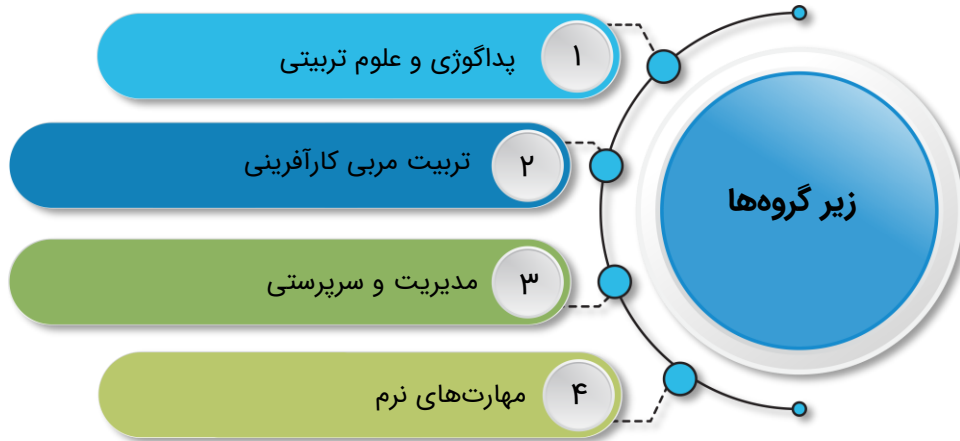 زیر گروه‌ها
۱ پداگوژی و علوم تربیتی
۲ تربیت مربی کارآفرینی
۳ مدیریت و سرپرستی
۴ مهارت‌های نرم